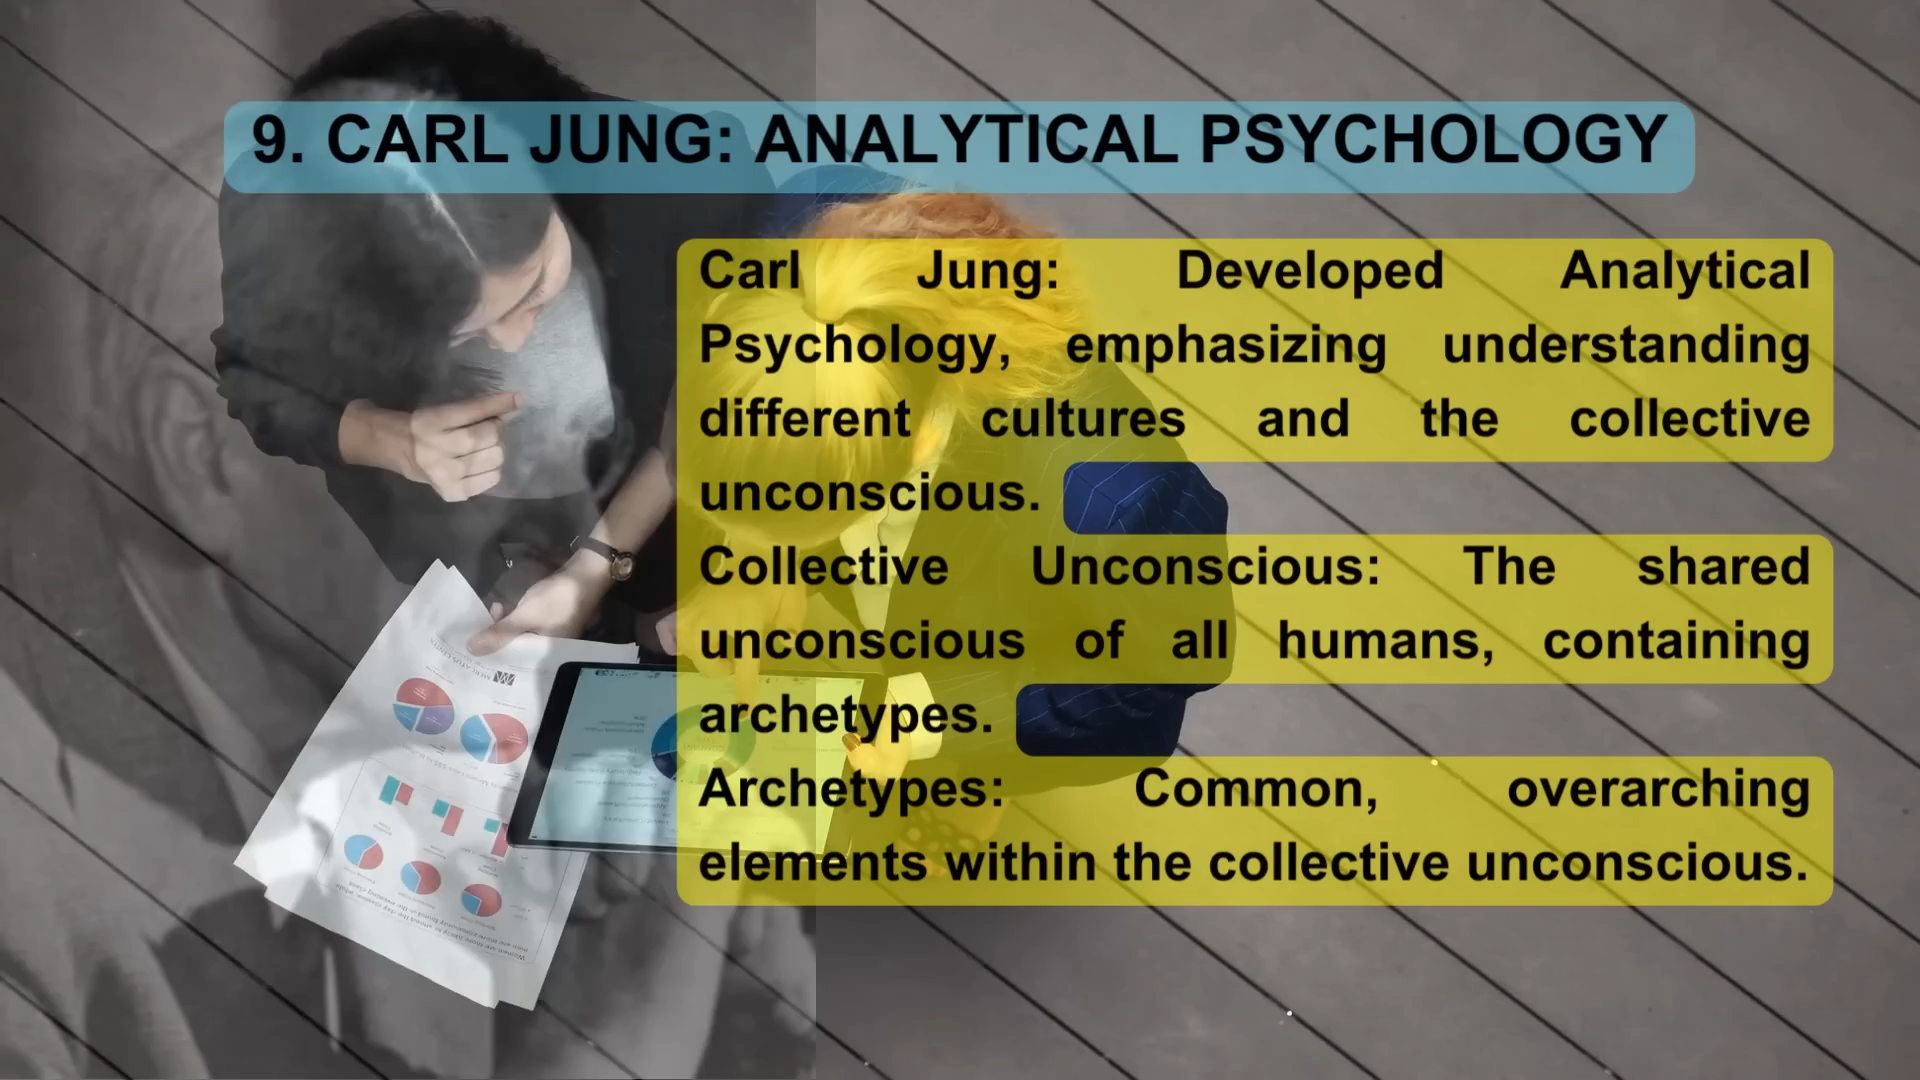 9. CARL JUNG: ANALYTICAL PSYCHOLOGY
Carl Jung: Developed Analytical
Psychology, emphasizing understanding
different cultures and the collective
unconscious.
Collective Unconscious: The shared
unconscious of all humans, containing
archetypes.
Archetypes: Common, overarching
elements within the collective unconscious.